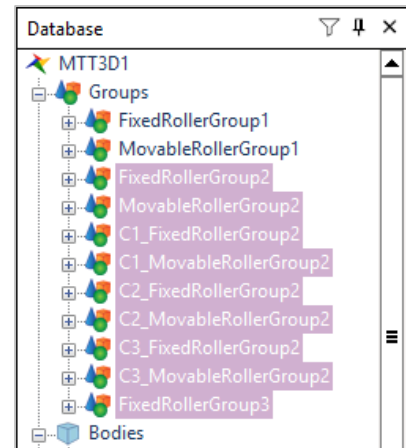 Database
MTT3D1
Groups
FixedRollerGroup1
MovableRollerGroup1
FixedRollerGroup2
MovableRollerGroup2
C1_FixedRollerGroup2
C1_MovableRollerGroup2
C2_FixedRollerGroup2
C2_MovableRollerGroup2
C3_FixedRollerGroup2
C3_MovableRollerGroup2
FixedRollerGroup3
Bodies